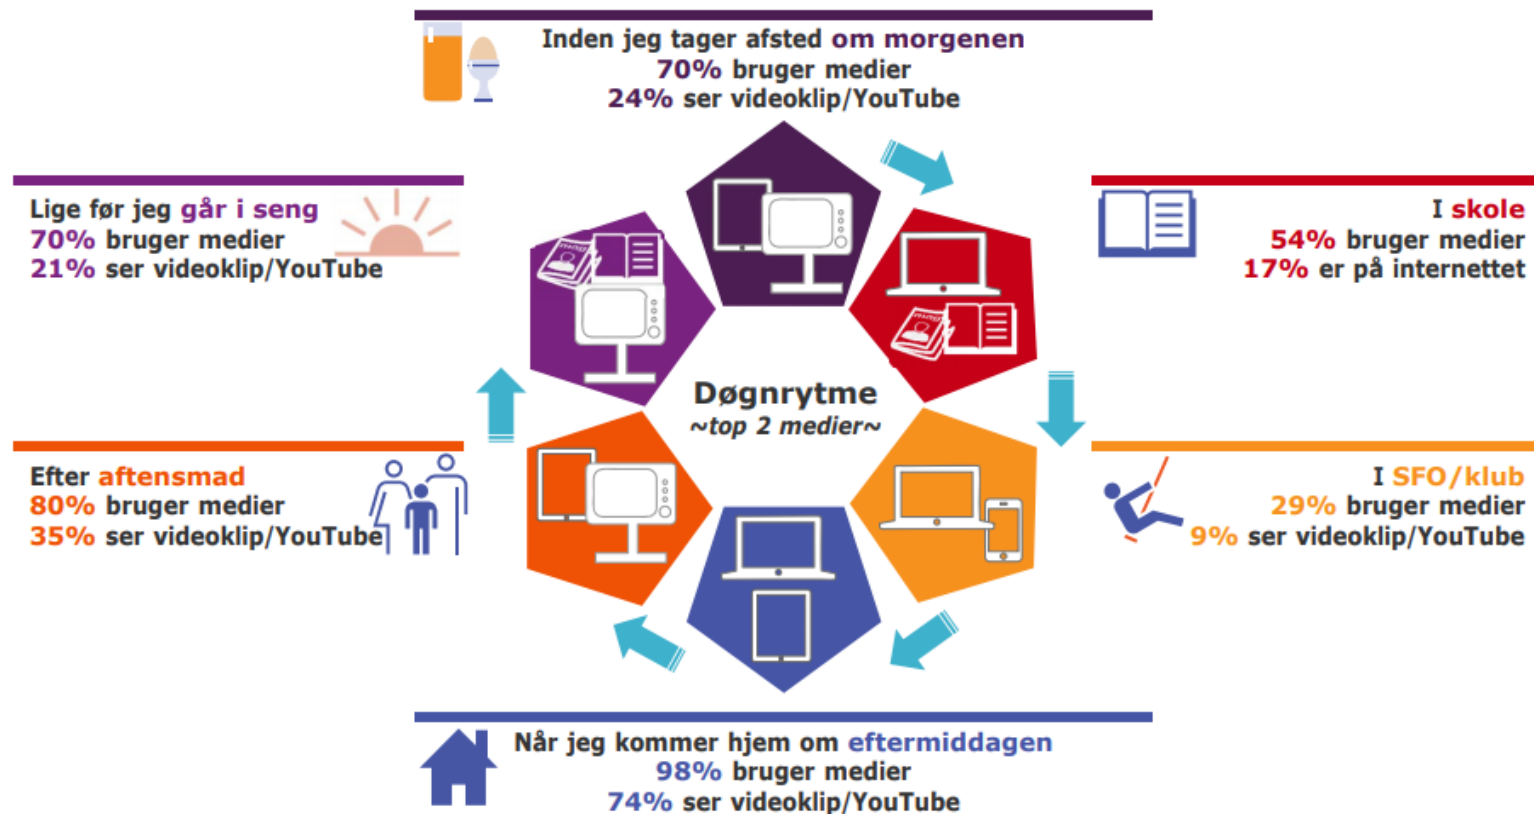 Inden jeg tager afsted om morgenen
70% bruger medier
24% ser videoklip/YouTube
I skole
54% bruger medier
17% er på internettet
I SFO/klub
29% bruger medier
9% ser videoklip/YouTube
Når jeg kommer hjem om eftermiddagen
98% bruger medier
74% ser videoklip/YouTube
Efter aftensmad
80% bruger medier
35% ser videoklip/YouTube
Lige før jeg går i seng
70% bruger medier
21% ser videoklip/YouTube
Døgnrytme
~top 2 medier~